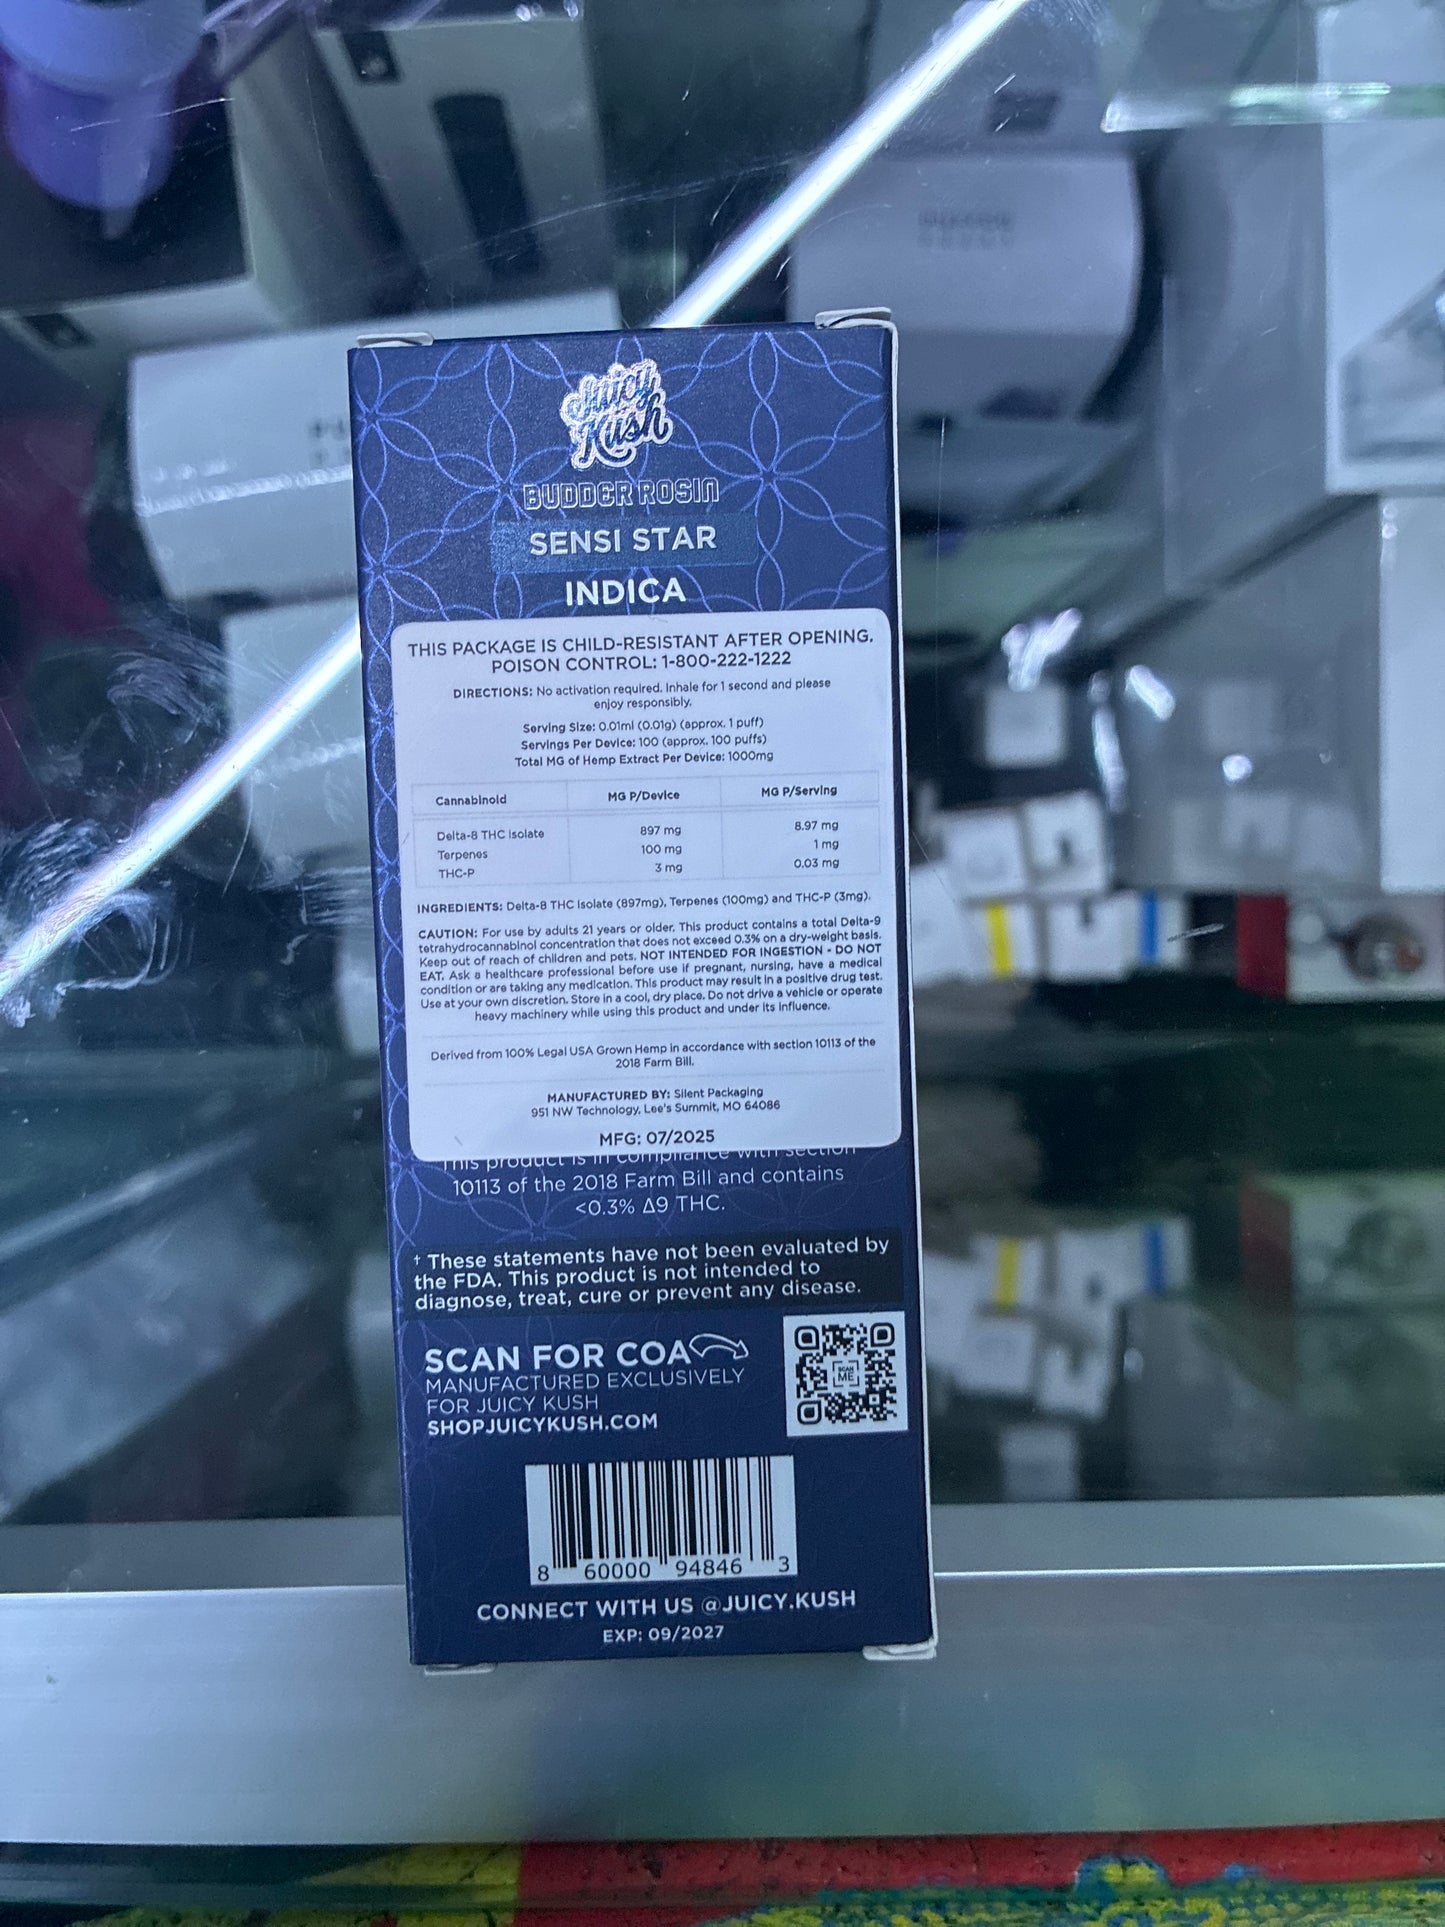 Juicy
Kush
BUDDER ROSIN
SENSI STAR
INDICA
THIS PACKAGE IS CHILD-RESISTANT AFTER OPENING.
POISON CONTROL: 1-800-222-1222
DIRECTIONS: No activation required. Inhale for 1 second and please
enjoy responsibly.
Serving Size: 0.01ml (0.01g) (approx. 1 puff)
Servings Per Device: 100 (approx. 100 puffs)
Total MG of Hemp Extract Per Device: 1000mg
Cannabinoid MG P/Device MG P/Serving
Delta-8 THC Isolate 897 mg 8.97 mg
Terpenes 100 mg 1 mg
THC-P 3 mg 0.03 mg
INGREDIENTS: Delta-8 THC Isolate (897mg), Terpenes (100mg) and THC-P (3mg).
CAUTION: For use by adults 21 years or older. This product contains a total Delta-9
tetrahydrocannabinol concentration that does not exceed 0.3% on a dry-weight basis.
Keep out of reach of children and pets. NOT INTENDED FOR INGESTION - DO NOT
EAT. Ask a healthcare professional before use if pregnant, nursing, have a medical
condition or are taking any medication. This product may result in a positive drug test.
Use at your own discretion. Store in a cool, dry place. Do not drive a vehicle or operate
heavy machinery while using this product and under its influence.
Derived from 100% Legal USA Grown Hemp in accordance with section 10113 of the
2018 Farm Bill.
MANUFACTURED BY: Silent Packaging
951 NW Technology, Lee's Summit, MO 64086
MFG: 07/2025
This product is in compliance with section
10113 of the 2018 Farm Bill and contains
<0.3% Δ9 THC.
† These statements have not been evaluated by
the FDA. This product is not intended to
diagnose, treat, cure or prevent any disease.
SCAN FOR COA
MANUFACTURED EXCLUSIVELY
FOR JUICY KUSH
SHOPJUICYKUSH.COM
SCAN
ME
8 60000 94846 3
CONNECT WITH US @JUICY.KUSH
EXP: 09/2027